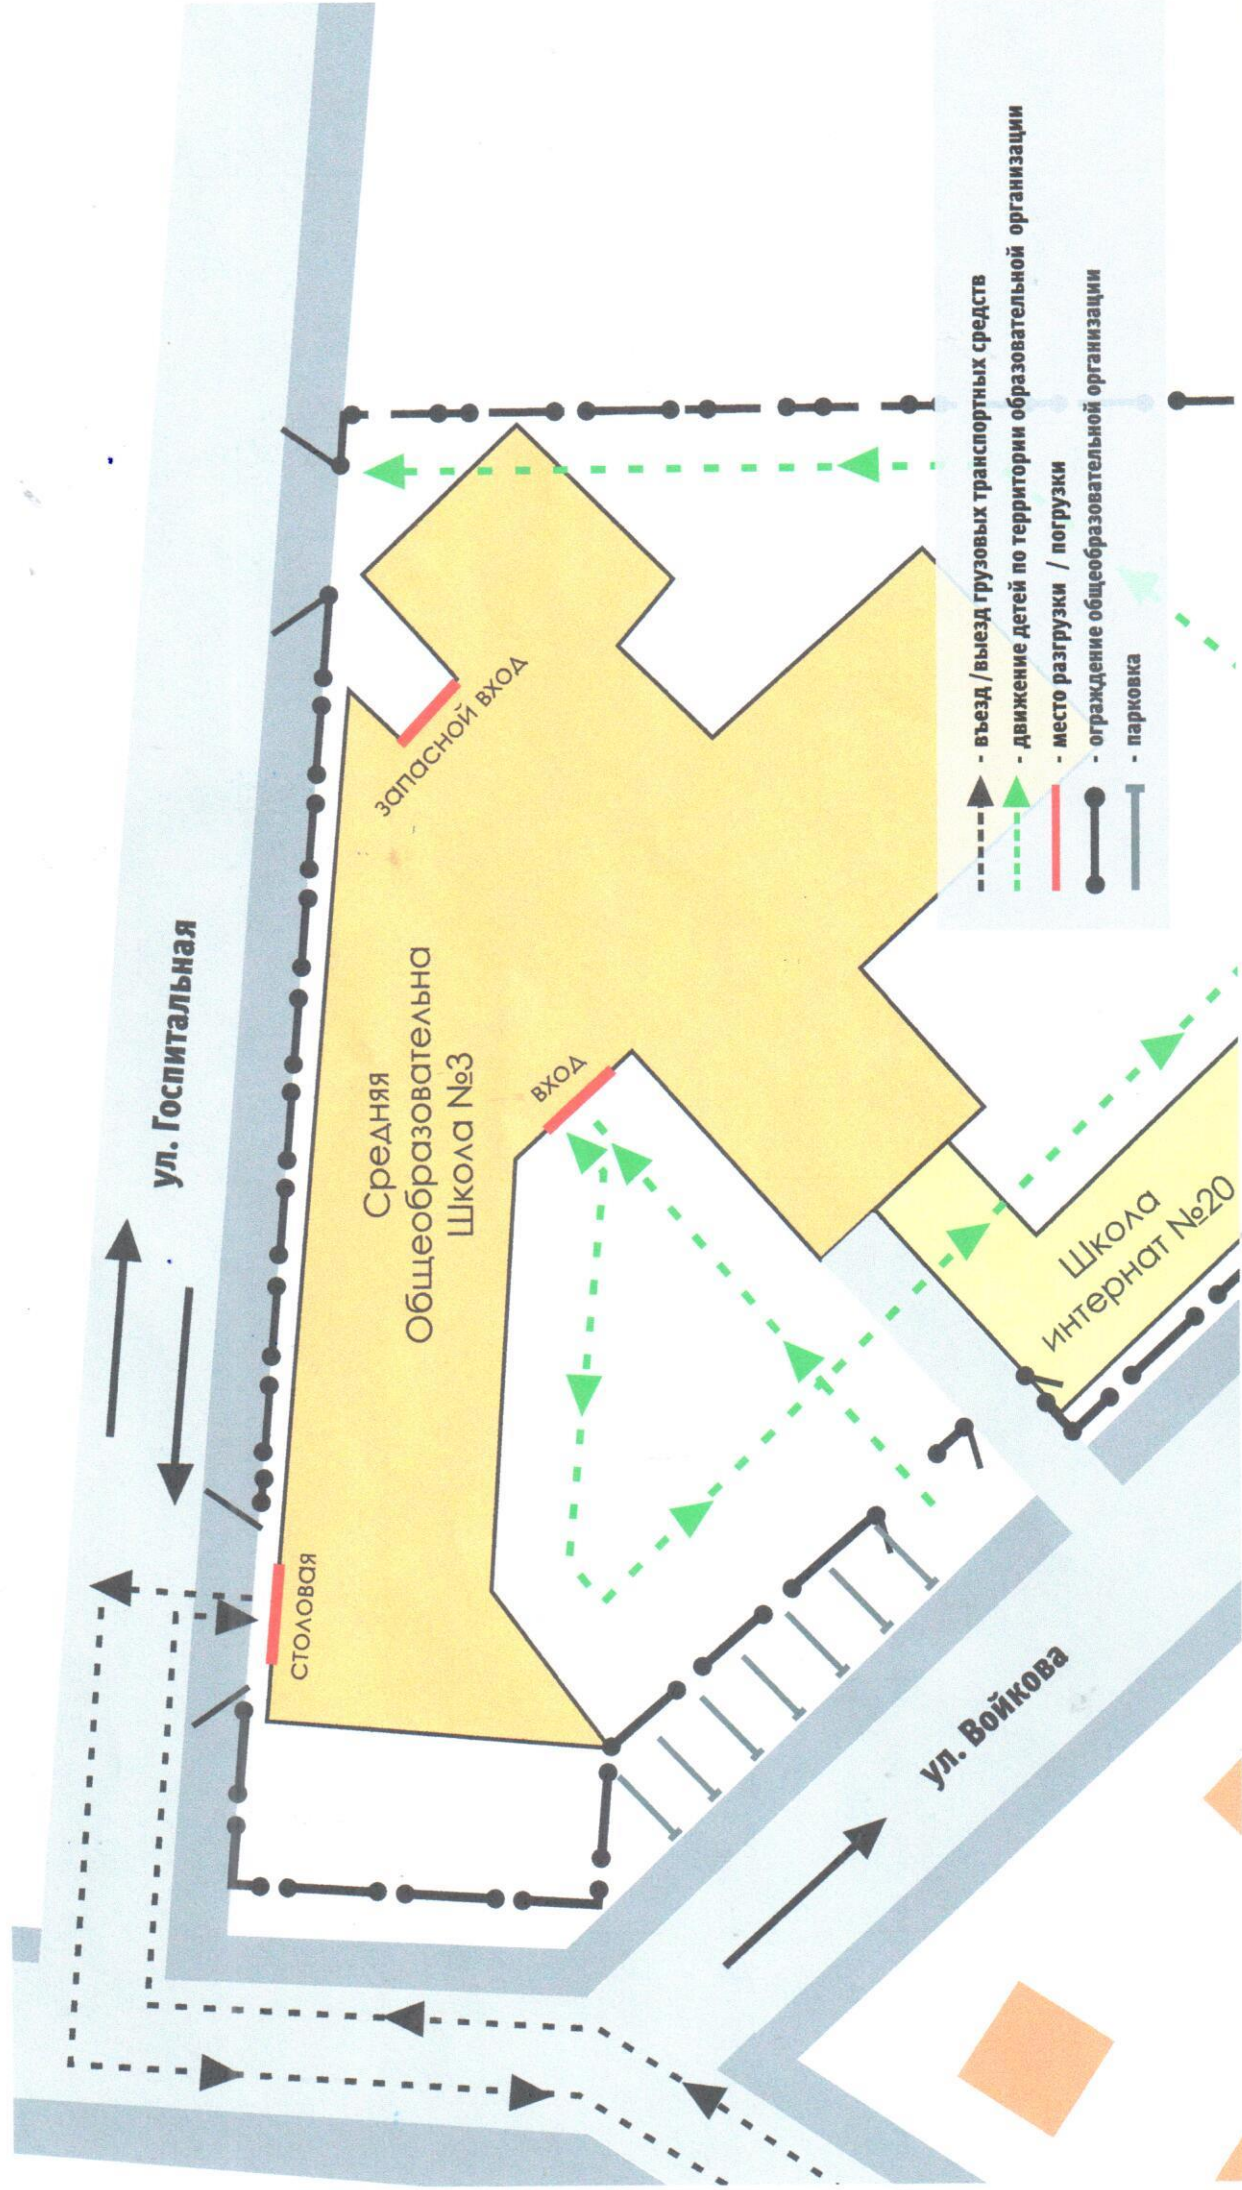 ул. Госпитальная
Средняя
Общеобразовательна
Школа №3
запасной вход
столовая
вход
Школа
интернат №20
ул. Войкова
- въезд /выезд грузовых транспортных средств
- движение детей по территории образовательной организации
- место разгрузки / погрузки
- ограждение общеобразовательной организации
- парковка